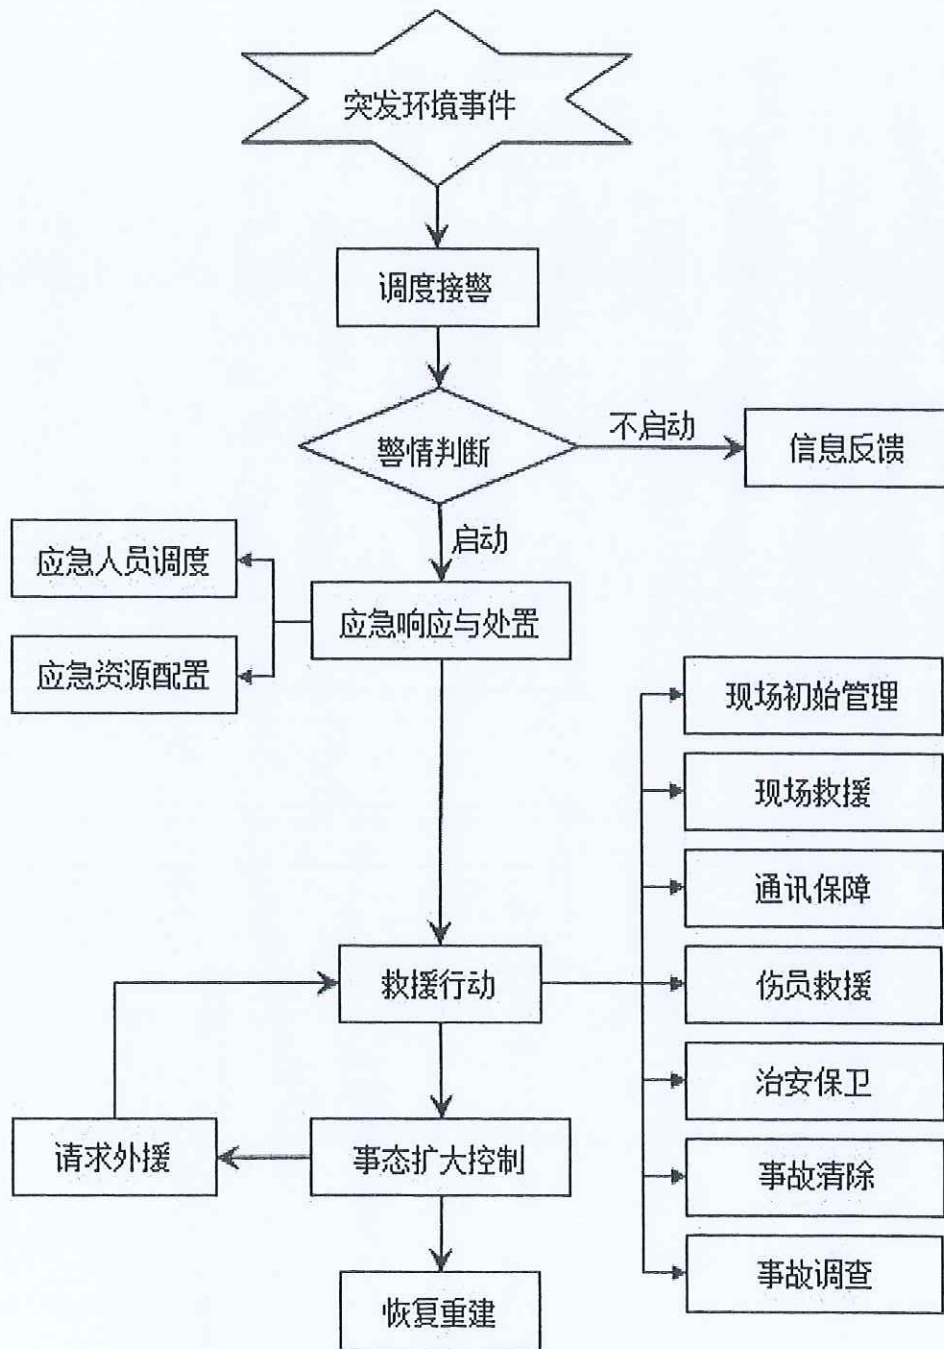 突发环境事件
调度接警
警情判断
不启动
信息反馈
启动
应急人员调度
应急响应与处置
应急资源配置
现场初始管理
现场救援
通讯保障
救援行动
伤员救援
治安保卫
请求外援
事态扩大控制
事故清除
事故调查
恢复重建